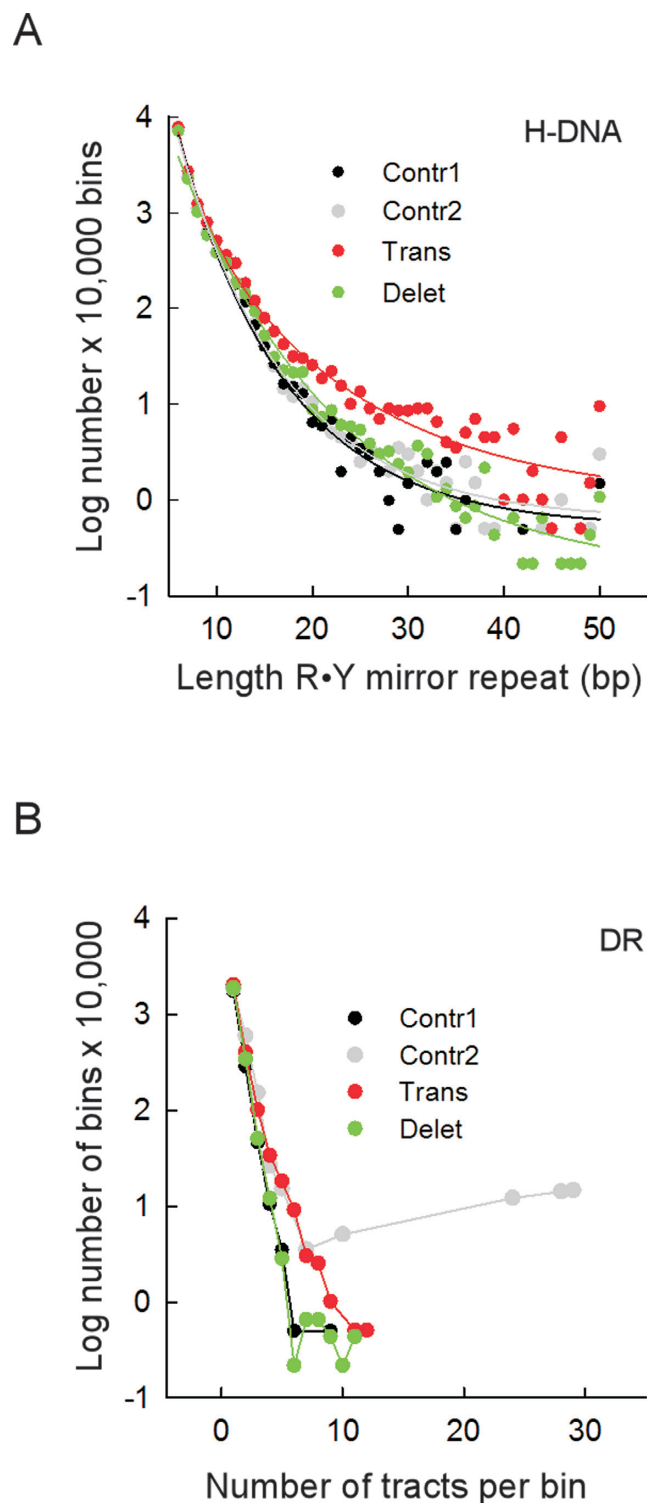 A
H-DNA
Contr1
Contr2
Trans
Delet
Log number x 10,000 bins
4
3
2
1
0
-1
10 20 30 40 50
Length R•Y mirror repeat (bp)
B
DR
Contr1
Contr2
Trans
Delet
Log number of bins x 10,000
4
3
2
1
0
-1
0 10 20 30
Number of tracts per bin